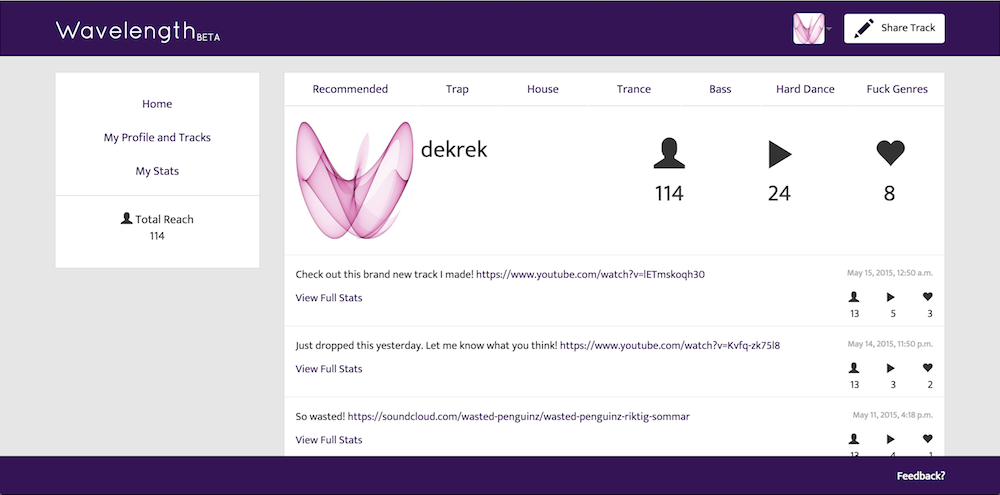 Wavelength BETA
Share Track
Home
My Profile and Tracks
My Stats
Total Reach
114
Recommended Trap House Trance Bass Hard Dance Fuck Genres
dekrek
114 24 8
Check out this brand new track I made! https://www.youtube.com/watch?v=lETmskoqh30
May 15, 2015, 12:50 a.m.
View Full Stats
13 5 3
Just dropped this yesterday. Let me know what you think! https://www.youtube.com/watch?v=Kvfq-zk75l8
May 14, 2015, 11:50 p.m.
View Full Stats
13 3 2
So wasted! https://soundcloud.com/wasted-penguinz/wasted-penguinz-riktig-sommar
May 11, 2015, 4:18 p.m.
View Full Stats
13 4 1
Feedback?